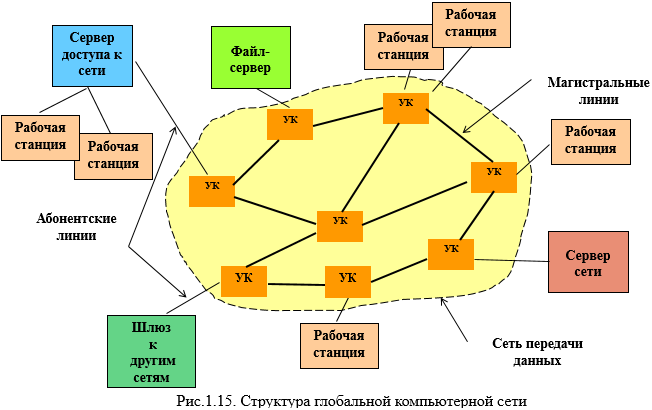 Рабочая
станция
Рабочая
станция
Сервер
доступа к
сети
Файл-
сервер
Магистральные
линии
УК
УК
Рабочая
станция
Рабочая
станция
Рабочая
станция
УК
УК
Абонентские
линии
УК
УК
Сервер
сети
УК
УК
Шлюз
к
другим
сетям
Рабочая
станция
Сеть передачи
данных
Рис.1.15. Структура глобальной компьютерной сети